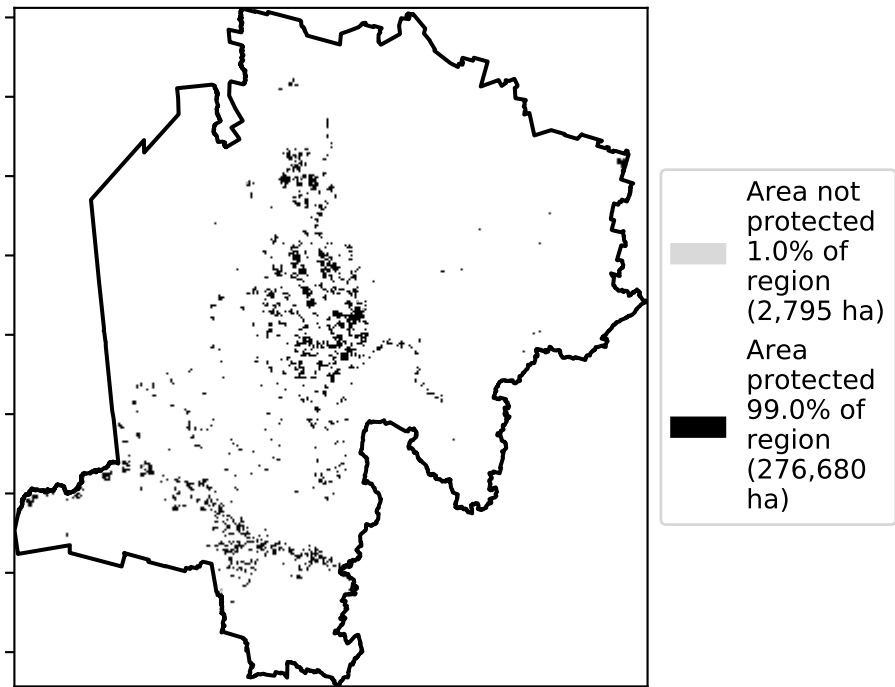 Area not
protected
1.0% of
region
(2,795 ha)
Area
protected
99.0% of
region
(276,680
ha)